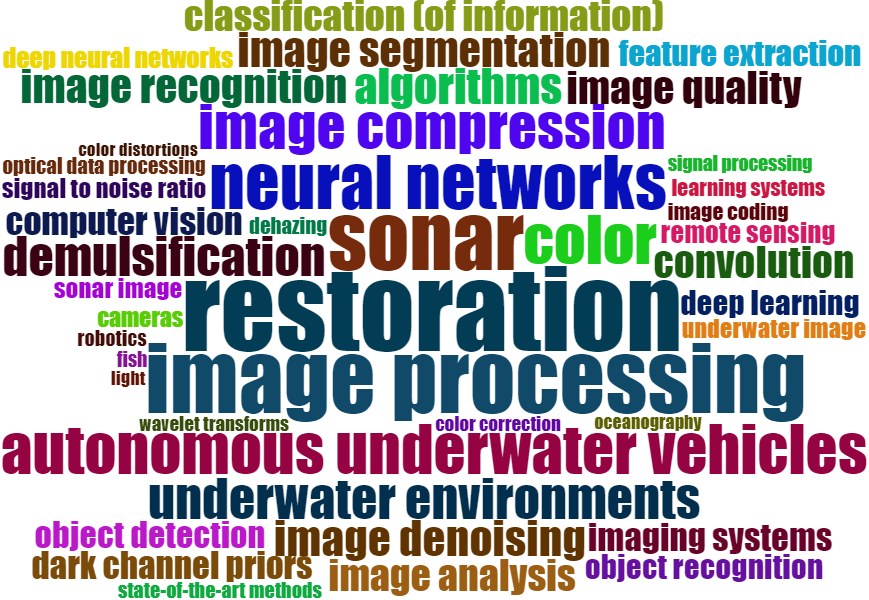 classification (of information)
deep neural networks
image segmentation
feature extraction
image recognition
algorithms
image quality
image compression
color distortions
optical data processing
signal to noise ratio
neural networks
signal processing
learning systems
image coding
computer vision
dehazing
sonar
color
remote sensing
demulsification
convolution
sonar image
restoration
deep learning
cameras
underwater image
robotics
fish
light
image processing
wavelet transforms
color correction
oceanography
autonomous underwater vehicles
underwater environments
object detection
image denoising
imaging systems
dark channel priors
image analysis
object recognition
state-of-the-art methods